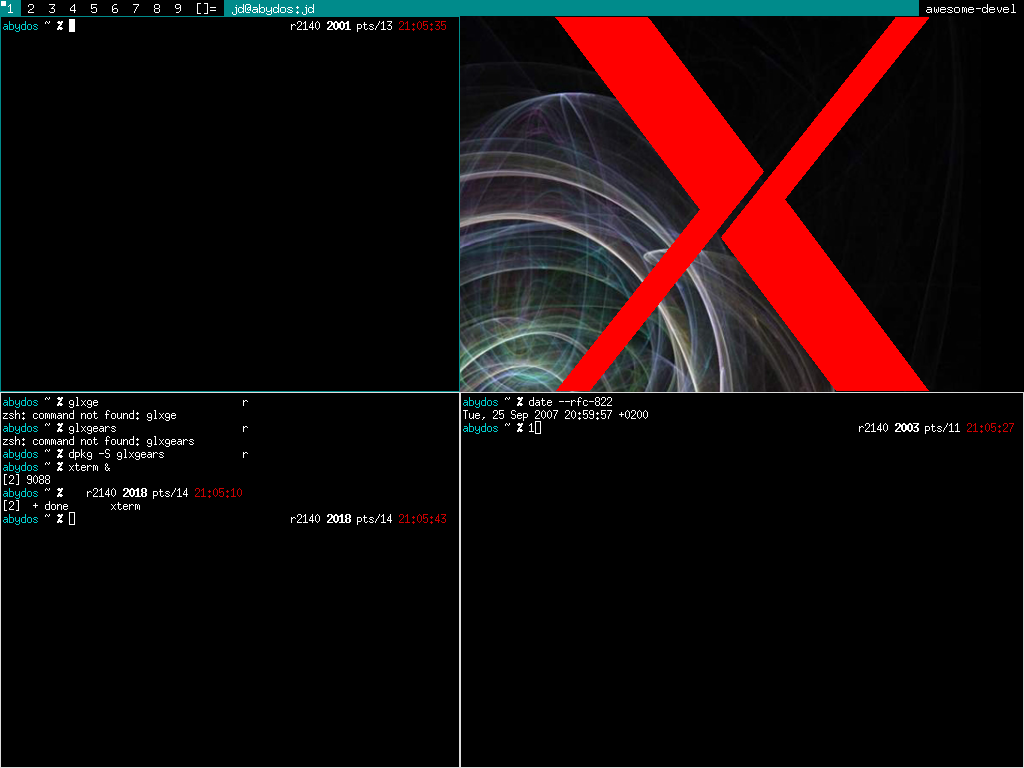 1 2 3 4 5 6 7 8 9 []= jd@abydos:jd awesome-devel
abydos ~ % r2140 2001 pts/13 21:05:35
abydos ~ % glxge r
zsh: command not found: glxge
abydos ~ % glxgears r
zsh: command not found: glxgears
abydos ~ % dpkg -S glxgears r
abydos ~ % xterm &
[2] 9088
abydos ~ % r2140 2018 pts/14 21:05:10
[2] + done xterm
abydos ~ % r2140 2018 pts/14 21:05:43
abydos ~ % date --rfc-822
Tue, 25 Sep 2007 20:59:57 +0200
abydos ~ % 1 r2140 2003 pts/11 21:05:27